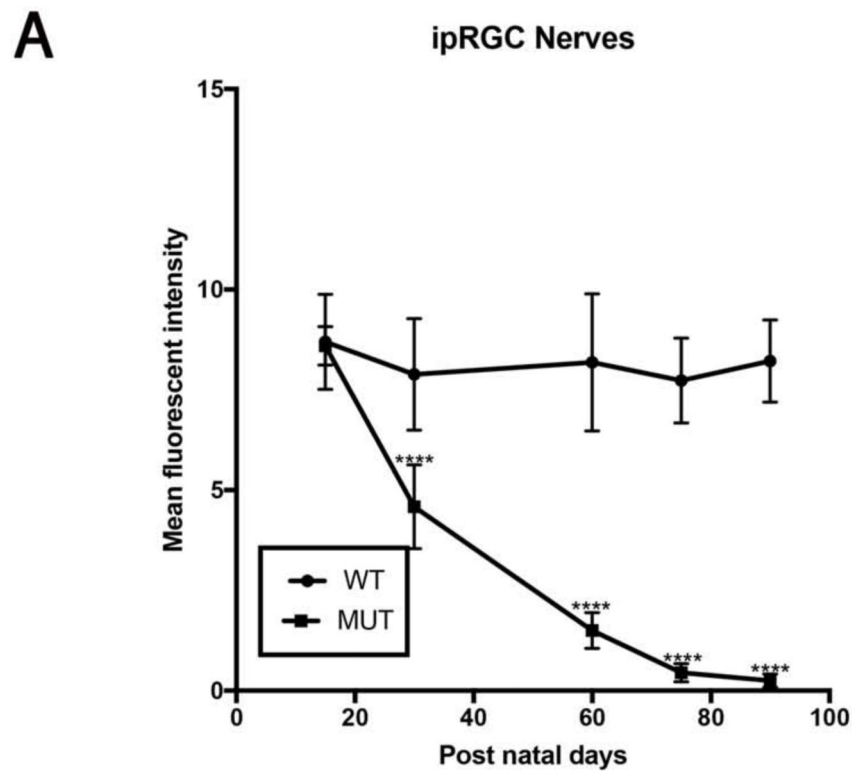 A
ipRGC Nerves
15
10
5
0
Mean fluorescent intensity
****
****
****
****
WT
MUT
0 20 40 60 80 100
Post natal days